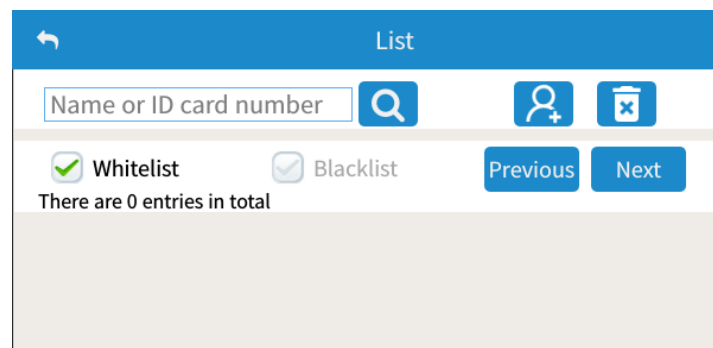 List
Name or ID card number
Whitelist Blacklist Previous Next
There are 0 entries in total